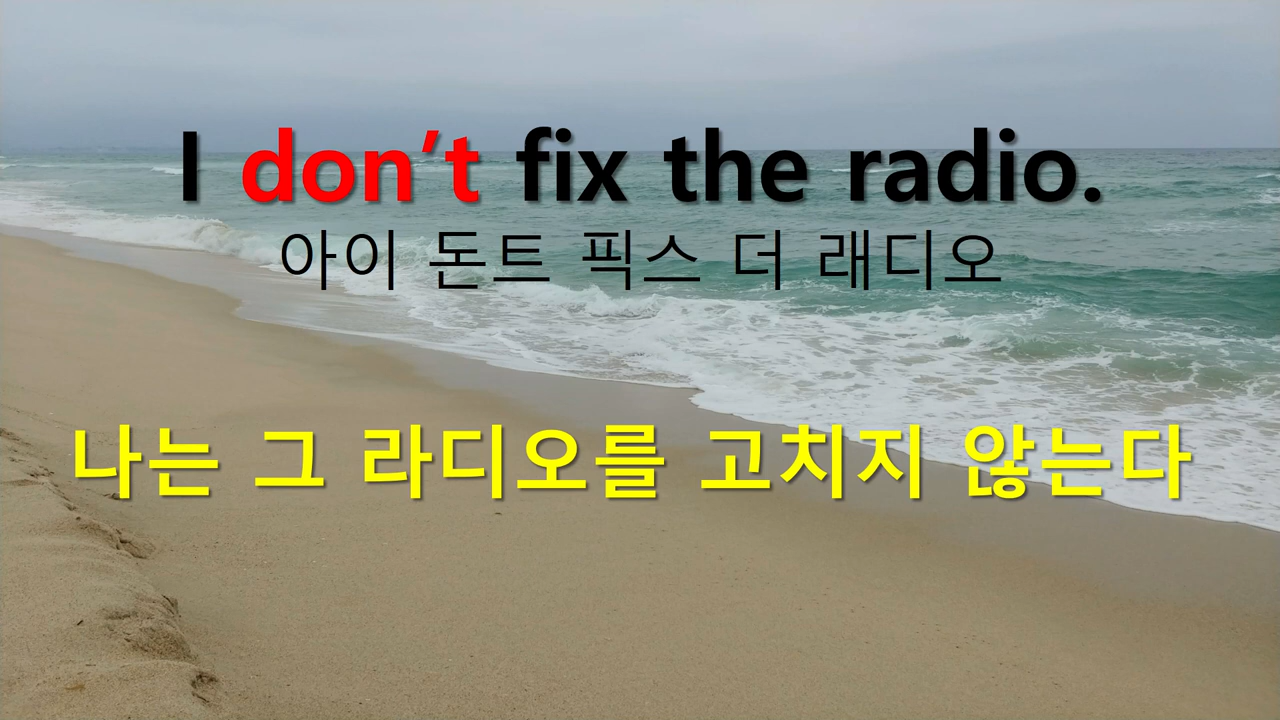 I don’t fix the radio.
아이 돈트 픽스 더 래디오
나는 그 라디오를 고치지 않는다